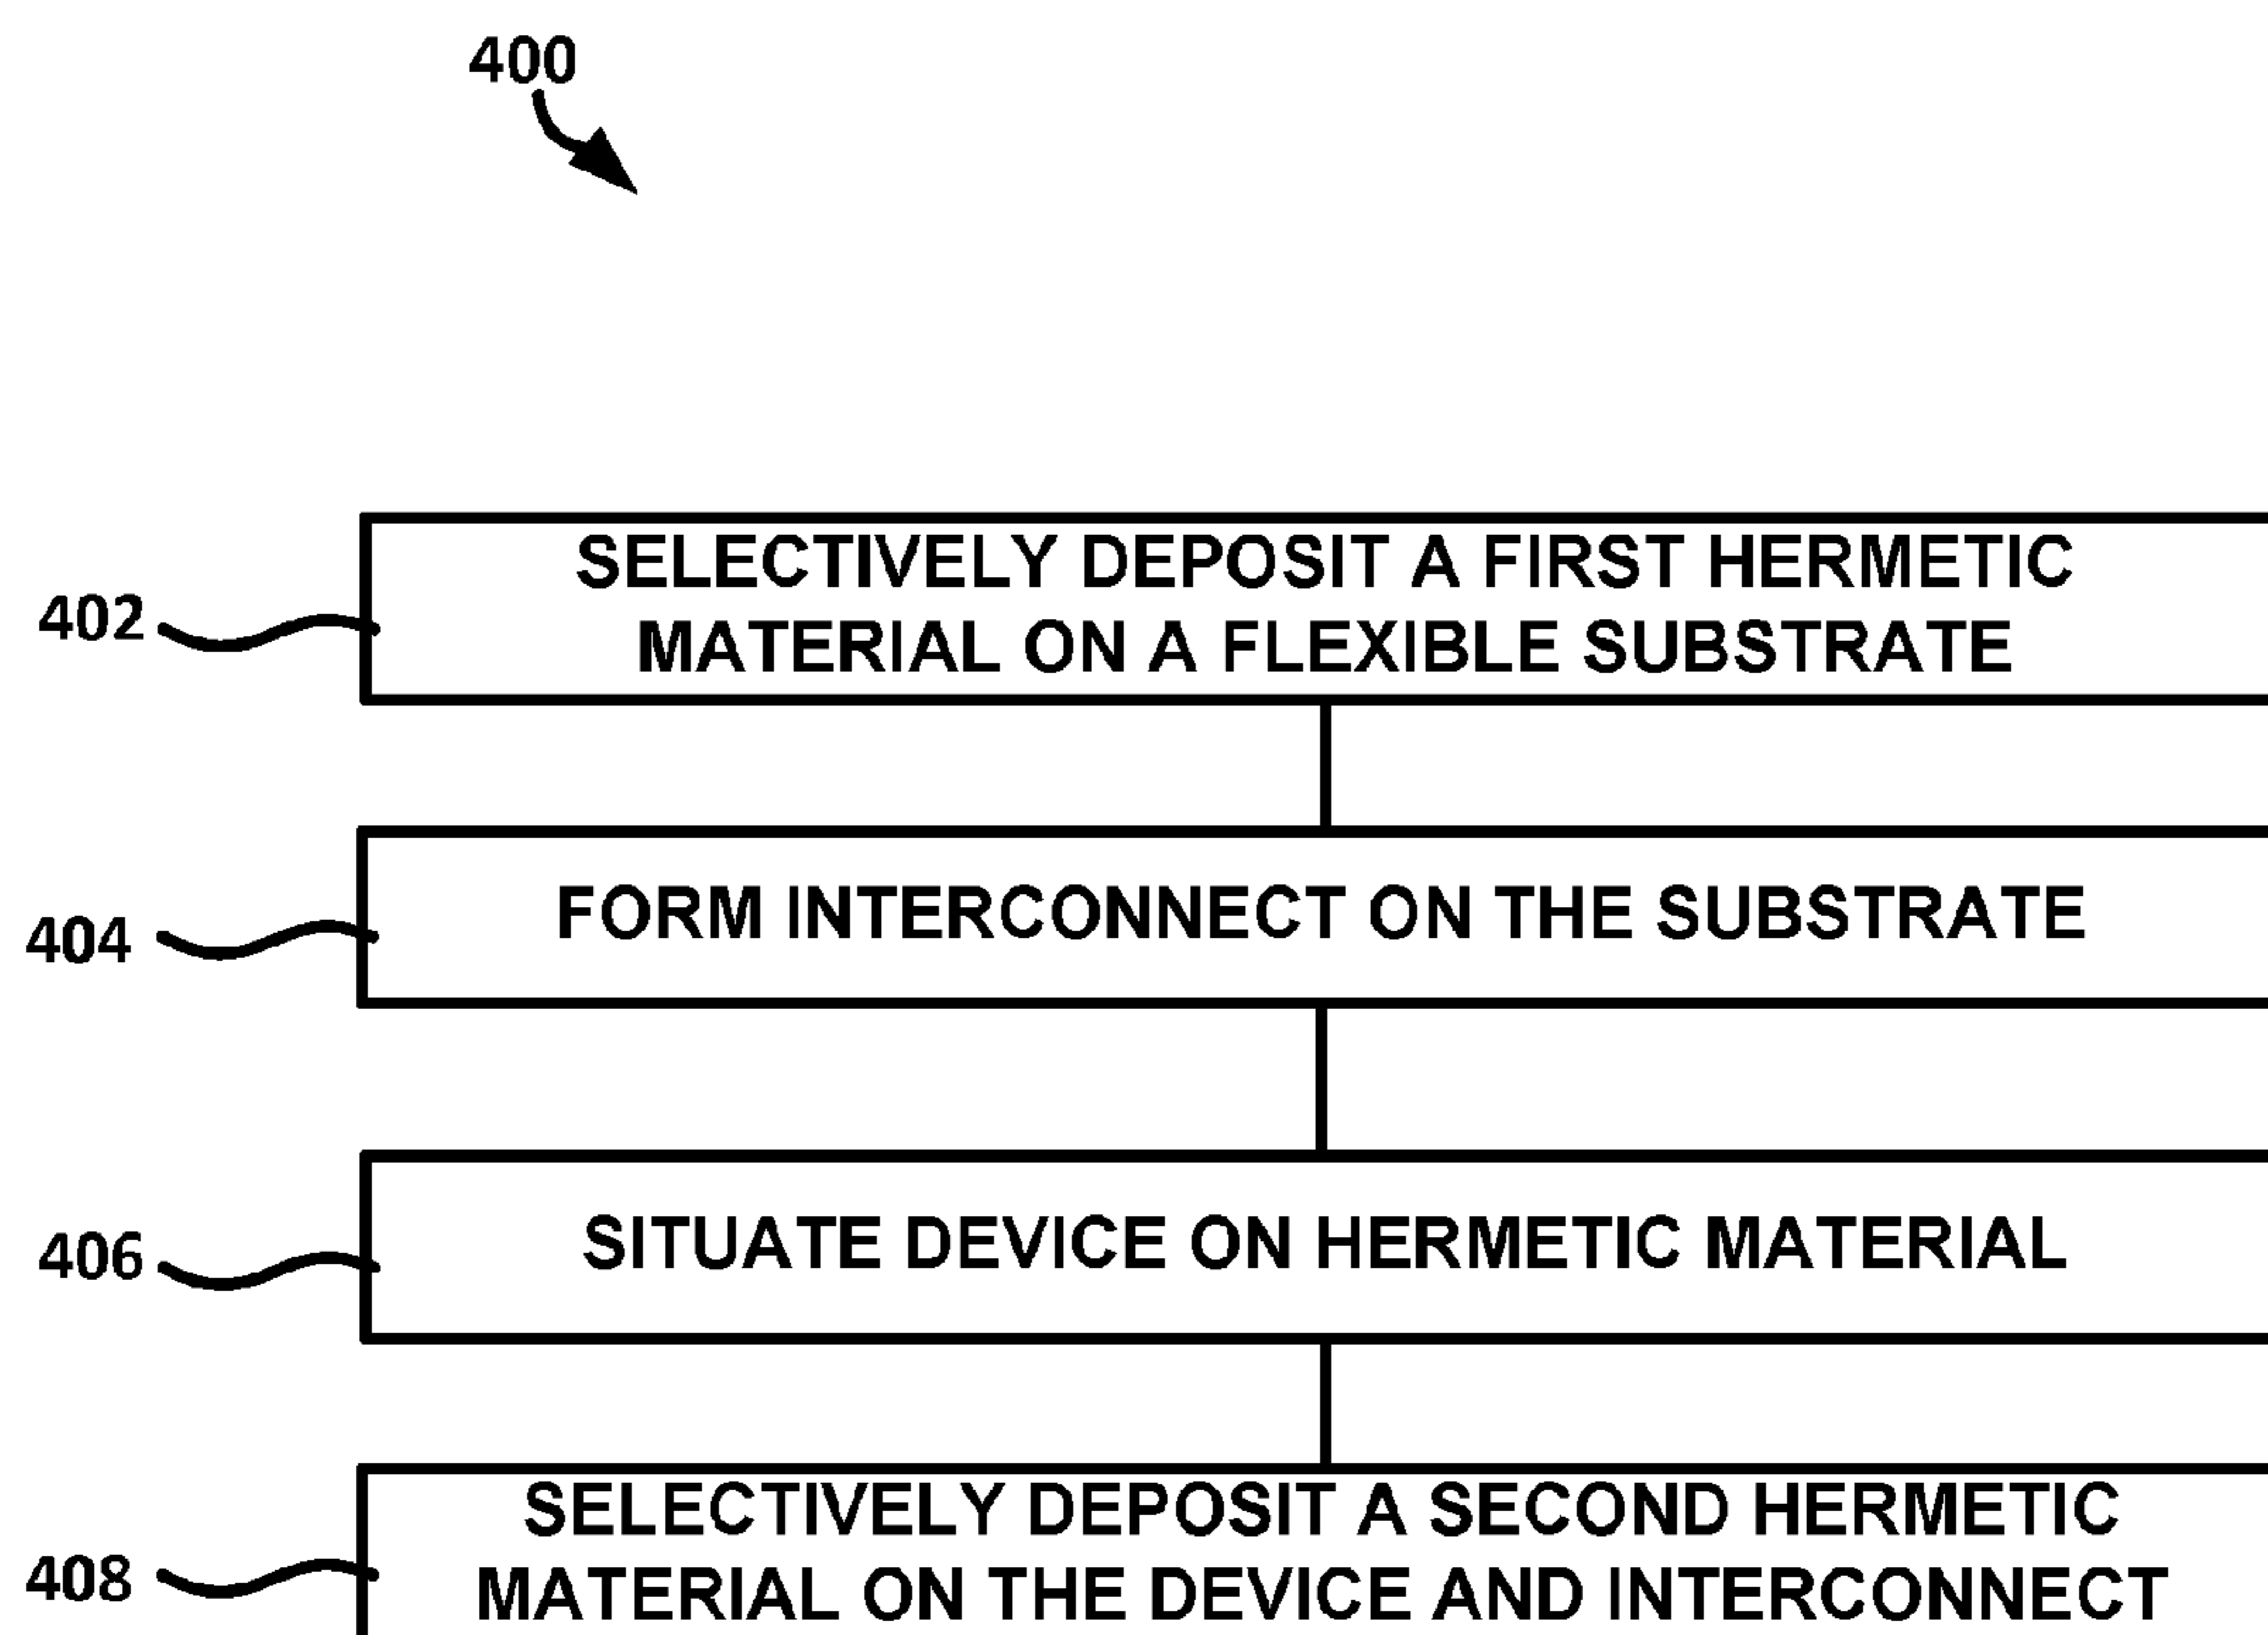 400
402
SELECTIVELY DEPOSIT A FIRST HERMETIC
MATERIAL ON A FLEXIBLE SUBSTRATE
404
FORM INTERCONNECT ON THE SUBSTRATE
406
SITUATE DEVICE ON HERMETIC MATERIAL
408
SELECTIVELY DEPOSIT A SECOND HERMETIC
MATERIAL ON THE DEVICE AND INTERCONNECT